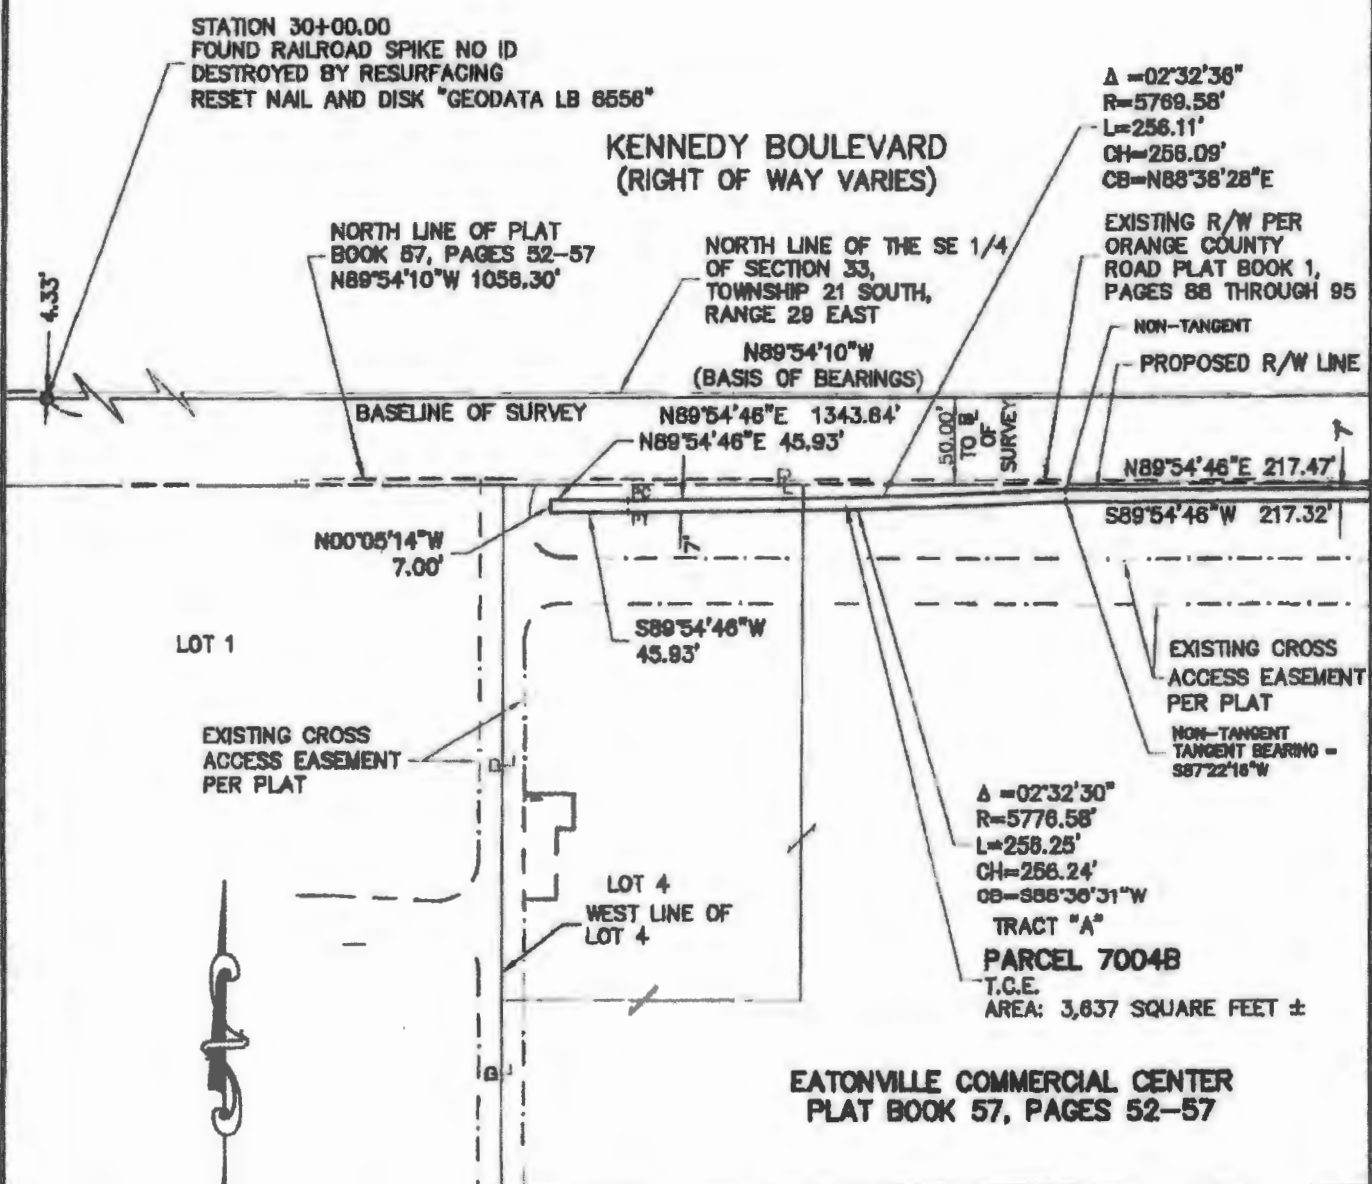 STATION 30+00.00
FOUND RAILROAD SPIKE NO ID
DESTROYED BY RESURFACING
RESET NAIL AND DISK "GEODATA LB 6556"
Δ =02°32'36"
R=5769.58'
L=256.11'
CH=256.09'
CB=N88°38'28"E
KENNEDY BOULEVARD
(RIGHT OF WAY VARIES)
NORTH LINE OF PLAT
BOOK 57, PAGES 52-57
N89°54'10"W 1056.30'
NORTH LINE OF THE SE 1/4
OF SECTION 33,
TOWNSHIP 21 SOUTH,
RANGE 29 EAST
EXISTING R/W PER
ORANGE COUNTY
ROAD PLAT BOOK 1,
PAGES 88 THROUGH 95
4.33'
NON-TANGENT
N89°54'10"W
(BASIS OF BEARINGS)
PROPOSED R/W LINE
BASELINE OF SURVEY
N89°54'46"E 1343.64'
N89°54'46"E 45.93'
50.00'
TO BL
OF
SURVEY
7'
N89°54'46"E 217.47'
PC
PT
S89°54'46"W 217.32'
N00°05'14"W
7.00'
7'
S89°54'46"W
45.93'
LOT 1
EXISTING CROSS
ACCESS EASEMENT
PER PLAT
EXISTING CROSS
ACCESS EASEMENT
PER PLAT
NON-TANGENT
TANGENT BEARING =
S87°22'16"W
Δ =02°32'30"
R=5776.58'
L=256.25'
CH=256.24'
CB=S88°38'31"W
LOT 4
WEST LINE OF
LOT 4
TRACT "A"
PARCEL 7004B
T.C.E.
AREA: 3,637 SQUARE FEET ±
EATONVILLE COMMERCIAL CENTER
PLAT BOOK 57, PAGES 52-57